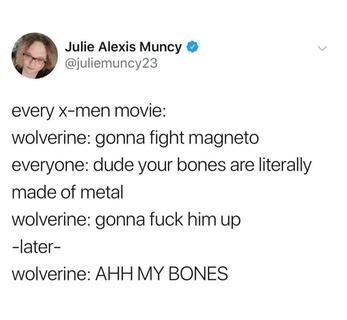 Julie Alexis Muncy
@juliemuncy23
every x-men movie:
wolverine: gonna fight magneto
everyone: dude your bones are literally
made of metal
wolverine: gonna fuck him up
-later-
wolverine: AHH MY BONES